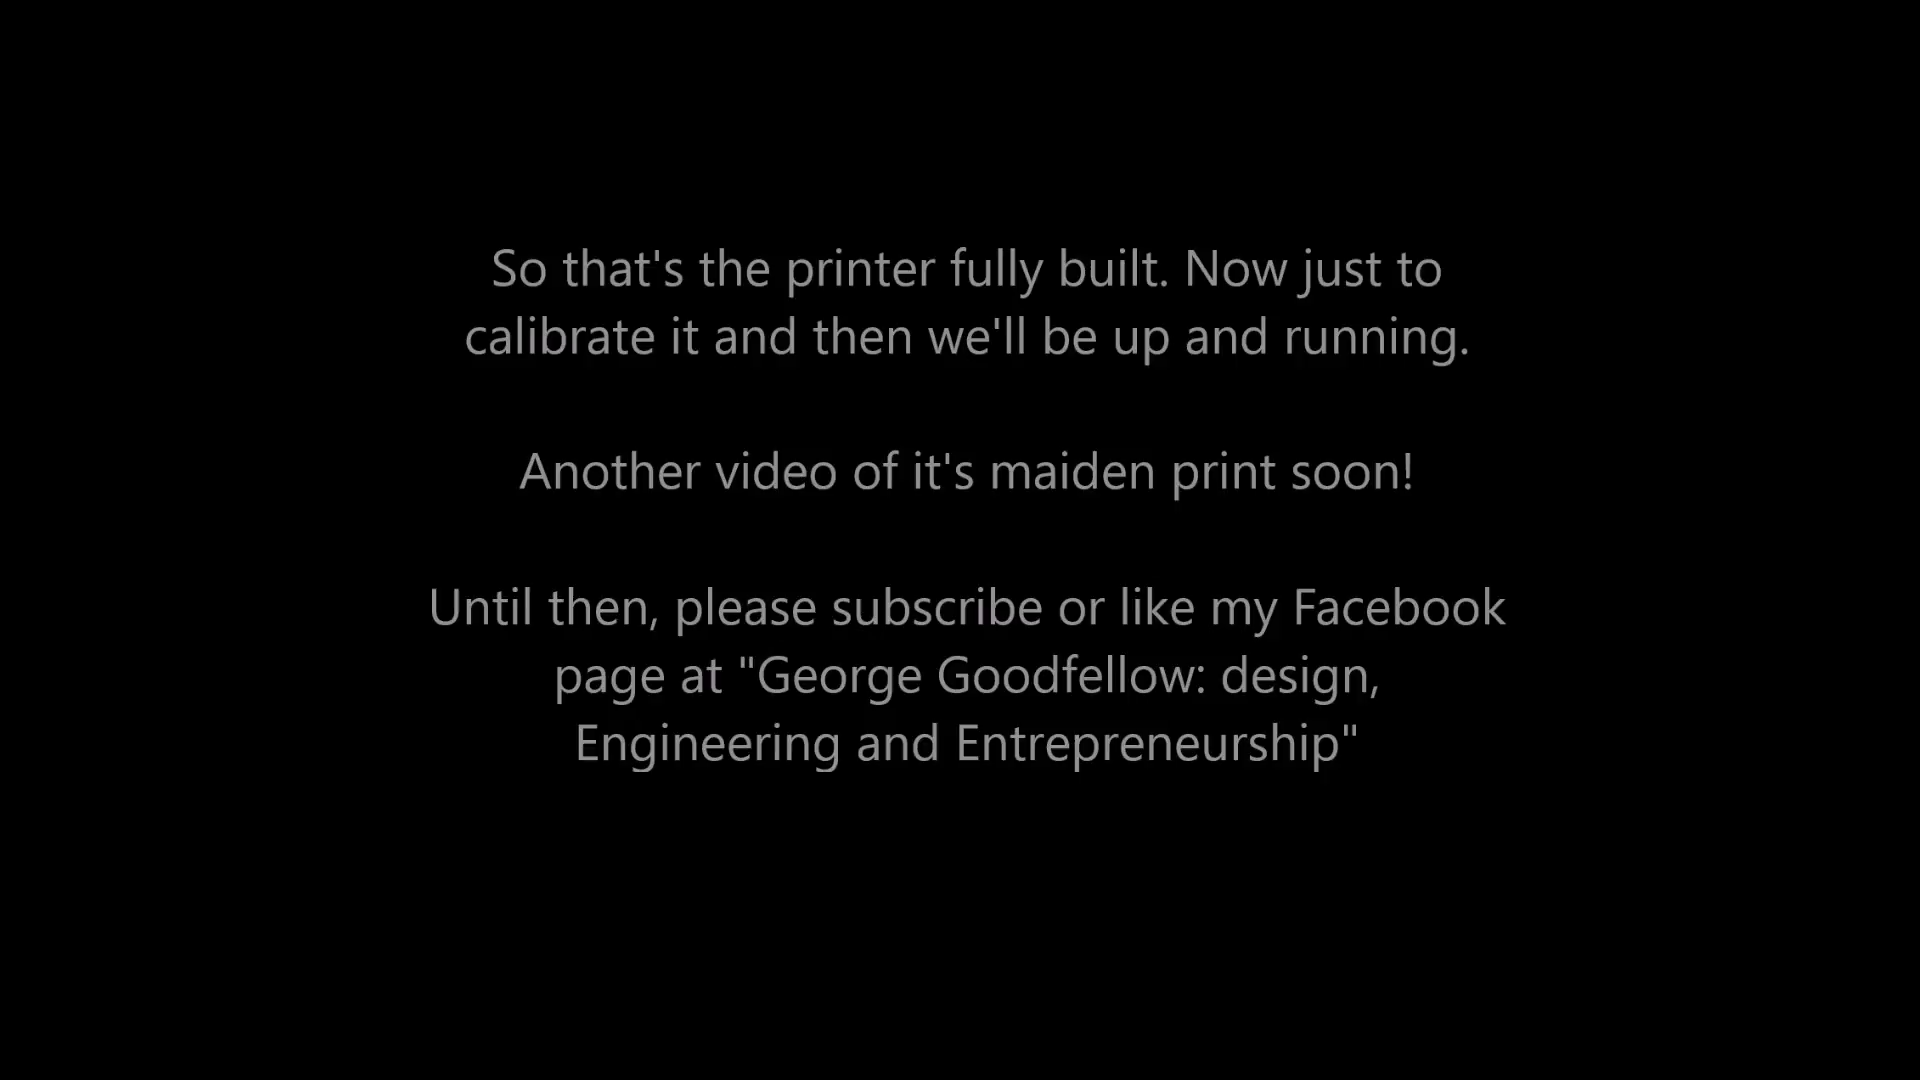 So that's the printer fully built. Now just to
calibrate it and then we'll be up and running.
Another video of it's maiden print soon!
Until then, please subscribe or like my Facebook
page at "George Goodfellow: design,
Engineering and Entrepreneurship"